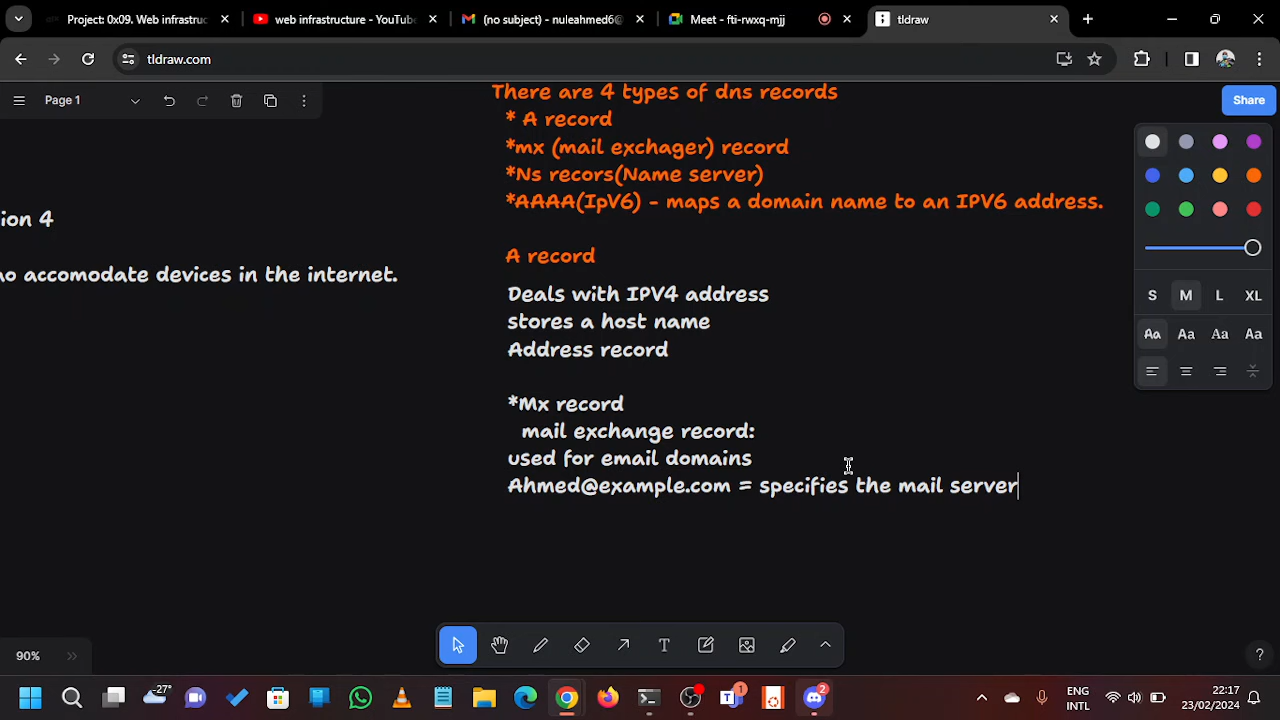 Project: 0x09. Web infrastruc
web infrastructure - YouTube
(no subject) - nuleahmed6@
Meet - fti-rwxq-mjj
tldraw
tldraw.com
Page 1
Share
There are 4 types of dns records
* A record
*mx (mail exchager) record
*Ns recors(Name server)
*AAAA(IpV6) - maps a domain name to an IPV6 address.
ion 4
no accomodate devices in the internet.
A record
Deals with IPV4 address
stores a host name
Address record
*Mx record
mail exchange record:
used for email domains
Ahmed@example.com = specifies the mail server
S M L XL
Aa Aa Aa Aa
T
90%
?
-27°
1
2
ENG
INTL
22:17
23/02/2024